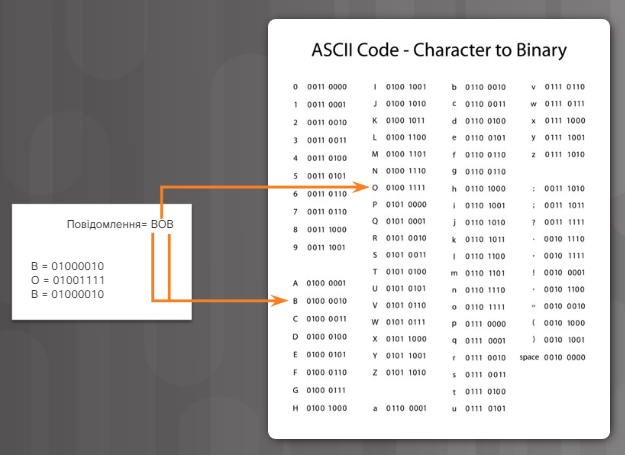 Повідомлення= BOB
B = 01000010
O = 01001111
B = 01000010
ASCII Code - Character to Binary
0 0011 0000
1 0011 0001
2 0011 0010
3 0011 0011
4 0011 0100
5 0011 0101
6 0011 0110
7 0011 0110
8 0011 1000
9 0011 1001
A 0100 0001
B 0100 0010
C 0100 0011
D 0100 0100
E 0100 0101
F 0100 0110
G 0100 0111
H 0100 1000
I 0100 1001
J 0100 1010
K 0100 1011
L 0100 1100
M 0100 1101
N 0100 1110
O 0100 1111
P 0101 0000
Q 0101 0001
R 0101 0010
S 0101 0011
T 0101 0100
U 0101 0101
V 0101 0110
W 0101 0111
X 0101 1000
Y 0101 1001
Z 0101 1010
a 0110 0001
b 0110 0010
c 0110 0011
d 0110 0100
e 0110 0101
f 0110 0110
g 0110 0110
h 0110 1000
i 0110 1001
j 0110 1010
k 0110 1011
l 0110 1100
m 0110 1101
n 0110 1110
o 0110 1111
p 0111 0000
q 0111 0001
r 0111 0010
s 0111 0011
t 0111 0100
u 0111 0101
v 0111 0110
w 0111 0111
x 0111 1000
y 0111 1001
z 0111 1010
: 0011 1010
; 0011 1011
? 0011 1111
. 0010 1110
0010 1111
! 0010 0001
0010 1100
" 0010 0010
( 0010 1000
) 0010 1001
space 0010 0000